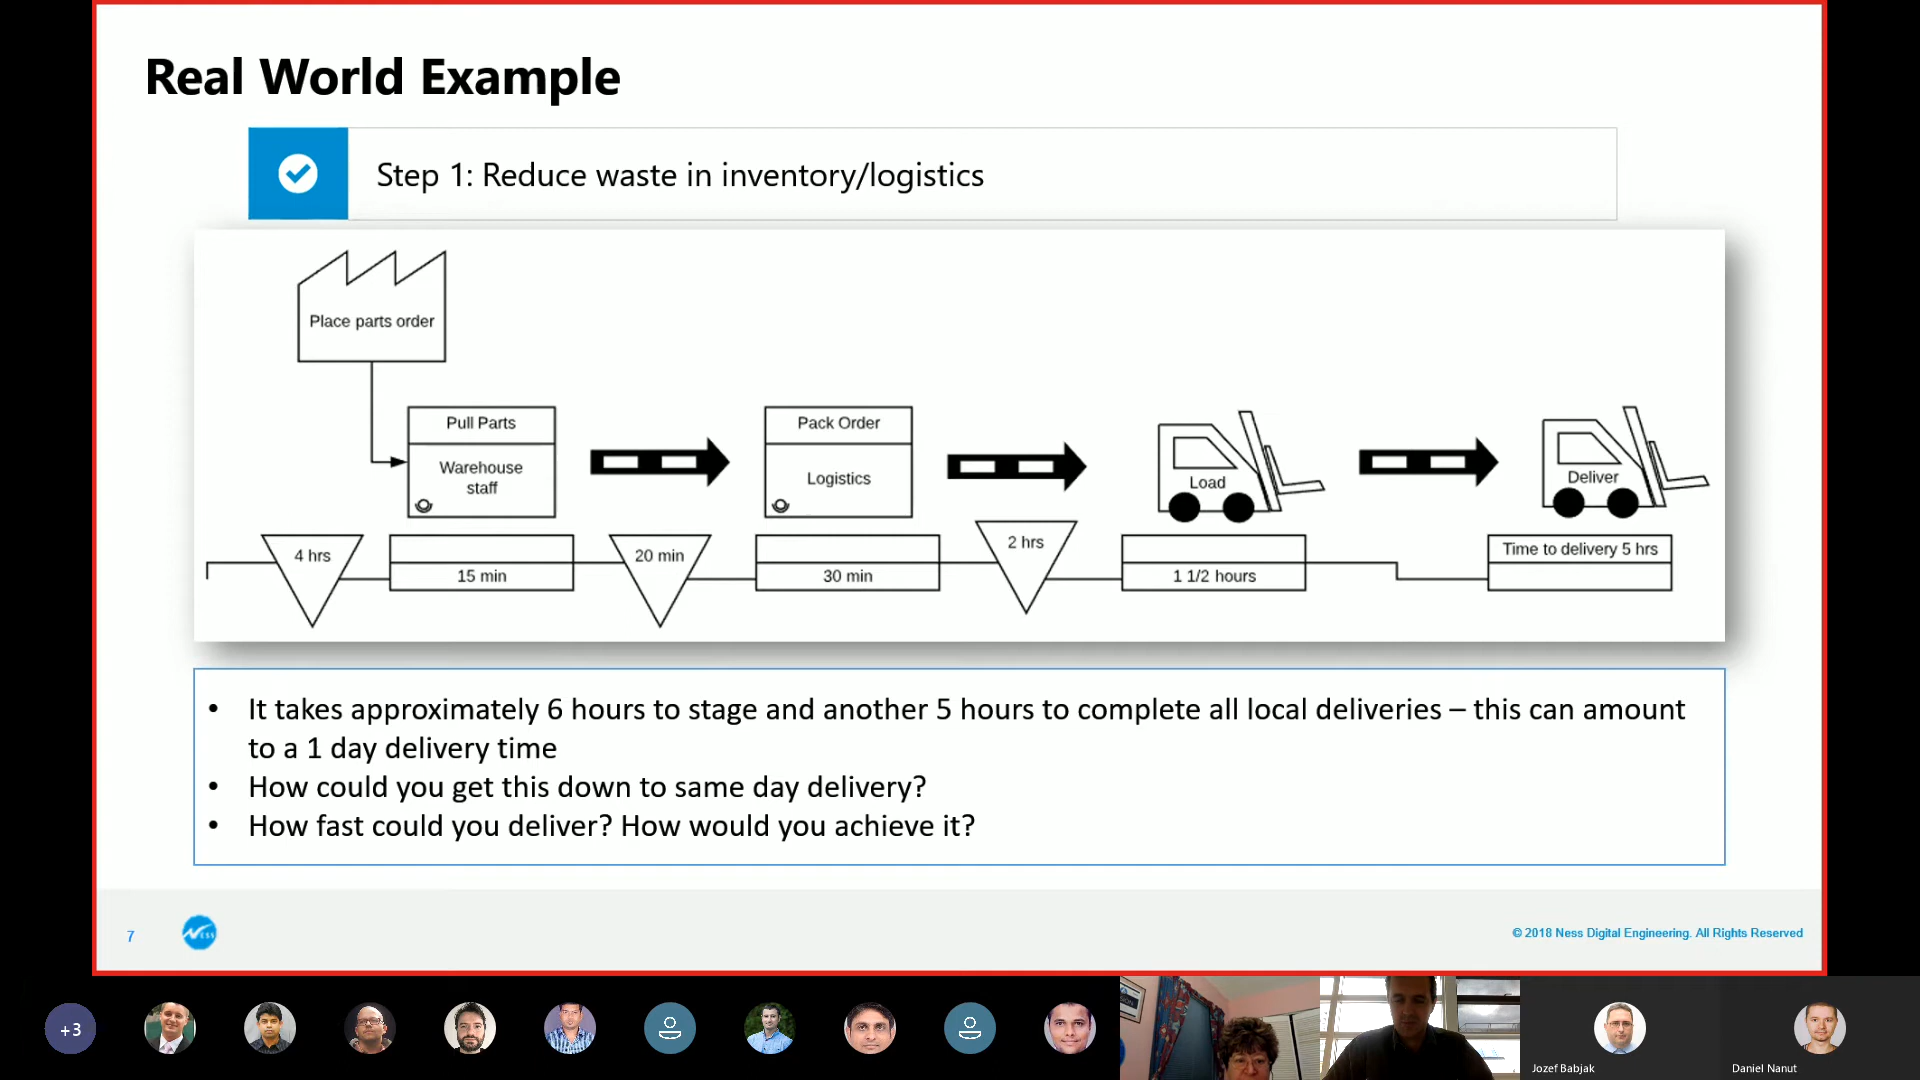 Real World Example
Step 1: Reduce waste in inventory/logistics
Place parts order
Pull Parts
Warehouse
staff
Pack Order
Logistics
Load
Deliver
4 hrs
15 min
20 min
30 min
2 hrs
1 1/2 hours
Time to delivery 5 hrs
• It takes approximately 6 hours to stage and another 5 hours to complete all local deliveries – this can amount
to a 1 day delivery time
• How could you get this down to same day delivery?
• How fast could you deliver? How would you achieve it?
7
NESS
© 2018 Ness Digital Engineering. All Rights Reserved
+3
Jozef Babjak
Daniel Nanut